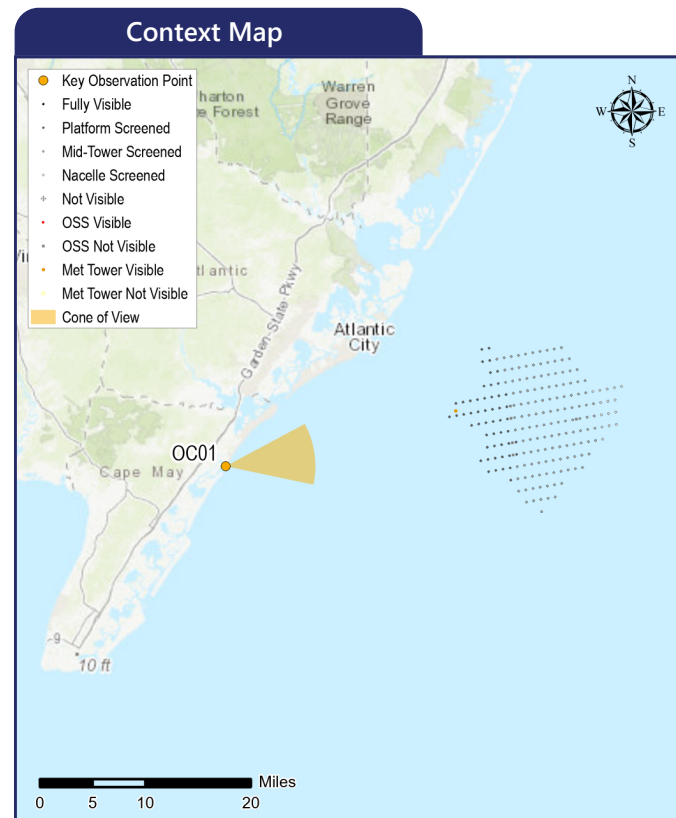 Context Map
Key Observation Point
Fully Visible
Platform Screened
Mid-Tower Screened
Nacelle Screened
Not Visible
OSS Visible
OSS Not Visible
Met Tower Visible
Met Tower Not Visible
Cone of View
harton
e Forest
Warren
Grove
Range
N
W
E
S
tlantic
Garden-State-Pkwy
Atlantic
City
OC01
Cape May
9
10 ft
Miles
0 5 10 20